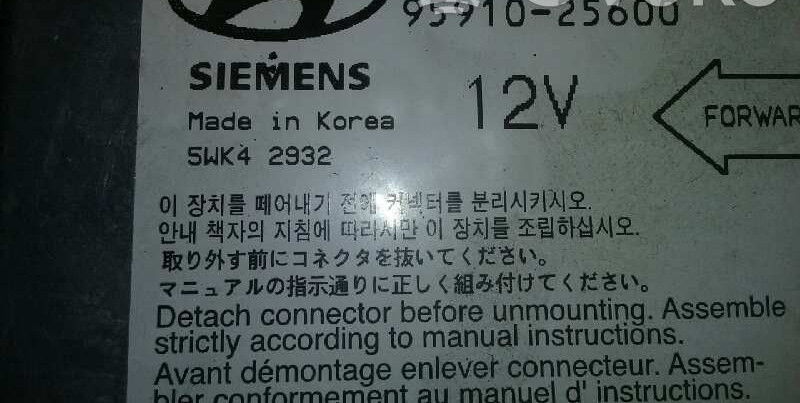 95910-25600
SIEMENS
12V
Made in Korea
5WK4 2932
FORWAR
이 장치를 떼어내기 전에 커넥터를 분리시키시오.
안내 책자의 지침에 따라서만 이 장치를 조립하십시오.
取り外す前にコネクタを抜いてください。
マニュアルの指示通りに正しく組み付けてください。
Detach connector before unmounting. Assemble
strictly according to manual instructions.
Avant démontage enlever connecteur. Assem-
bler conformement au manuel d' instructions.